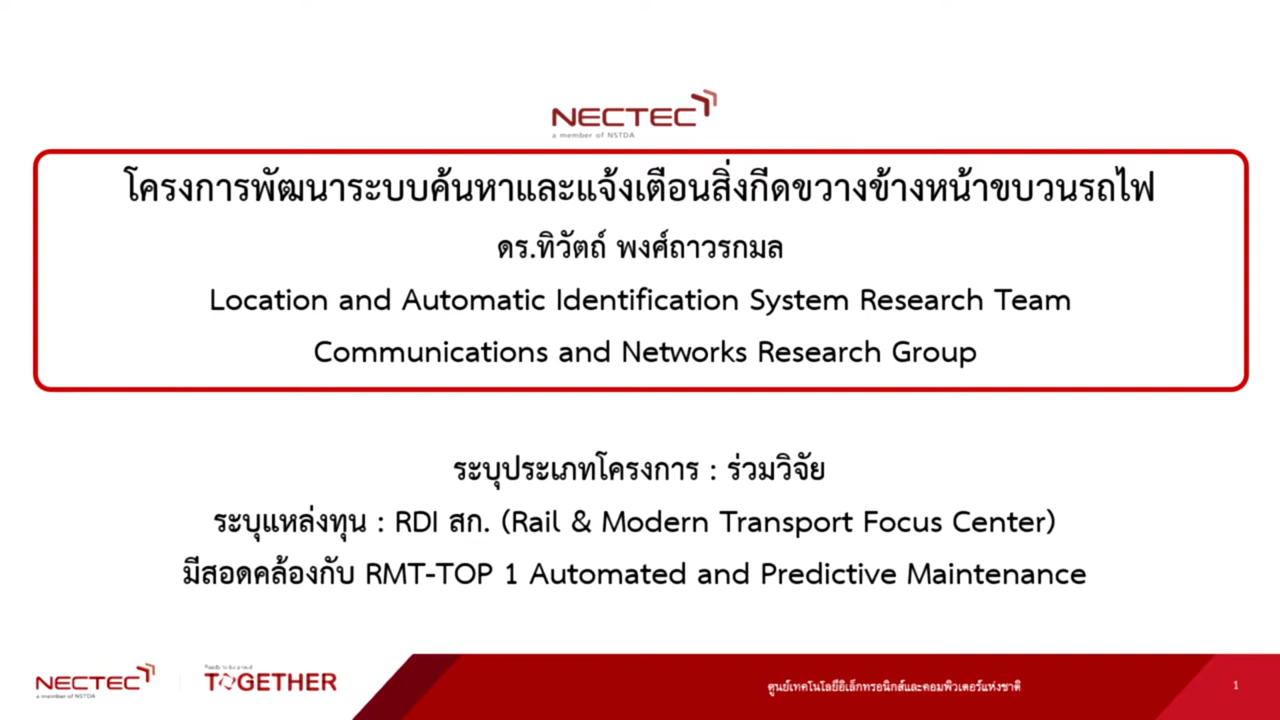 NECTEC
a member of NSTDA
โครงการพัฒนาระบบค้นหาและแจ้งเตือนสิ่งกีดขวางข้างหน้าขบวนรถไฟ
ดร.ทิวัตถ์ พงศ์ถาวรกมล
Location and Automatic Identification System Research Team
Communications and Networks Research Group
ระบุประเภทโครงการ : ร่วมวิจัย
ระบุแหล่งทุน : RDI สก. (Rail & Modern Transport Focus Center)
มีสอดคล้องกับ RMT-TOP 1 Automated and Predictive Maintenance
NECTEC
a member of NSTDA
TOGETHER
ศูนย์เทคโนโลยีอิเล็กทรอนิกส์และคอมพิวเตอร์แห่งชาติ
1